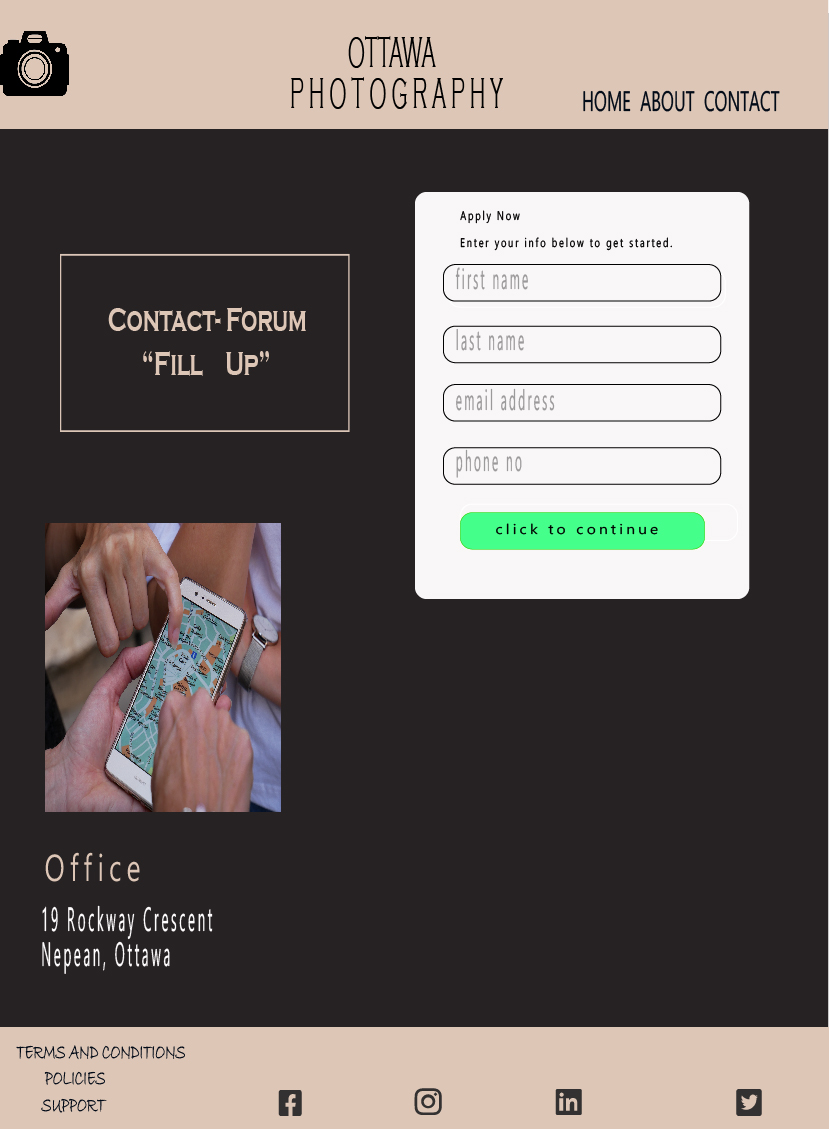 OTTAWA
PHOTOGRAPHY
HOME ABOUT CONTACT
Apply Now
Enter your info below to get started.
first name
last name
email address
phone no
click to continue
CONTACT- FORUM
“FILL UP”
Office
19 Rockway Crescent
Nepean, Ottawa
TERMS AND CONDITIONS
POLICIES
SUPPORT